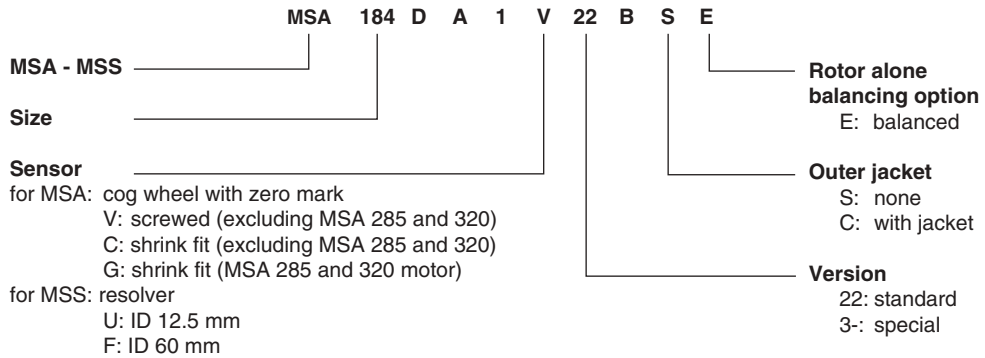 MSA 184 D A 1 V 22 B S E
MSA - MSS
Size
Sensor
for MSA: cog wheel with zero mark
V: screwed (excluding MSA 285 and 320)
C: shrink fit (excluding MSA 285 and 320)
G: shrink fit (MSA 285 and 320 motor)
for MSS: resolver
U: ID 12.5 mm
F: ID 60 mm
Rotor alone
balancing option
E: balanced
Outer jacket
S: none
C: with jacket
Version
22: standard
3-: special